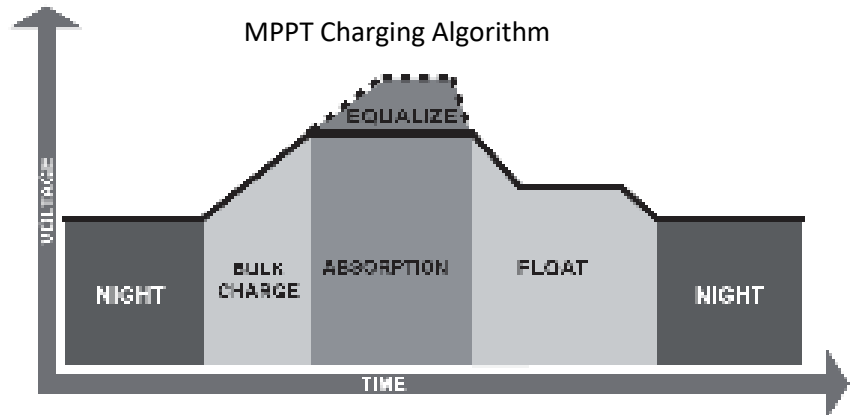 MPPT Charging Algorithm
EQUALIZE
VOLTAGE
NIGHT
BULK
CHARGE
ABSORPTION
FLOAT
NIGHT
TIME